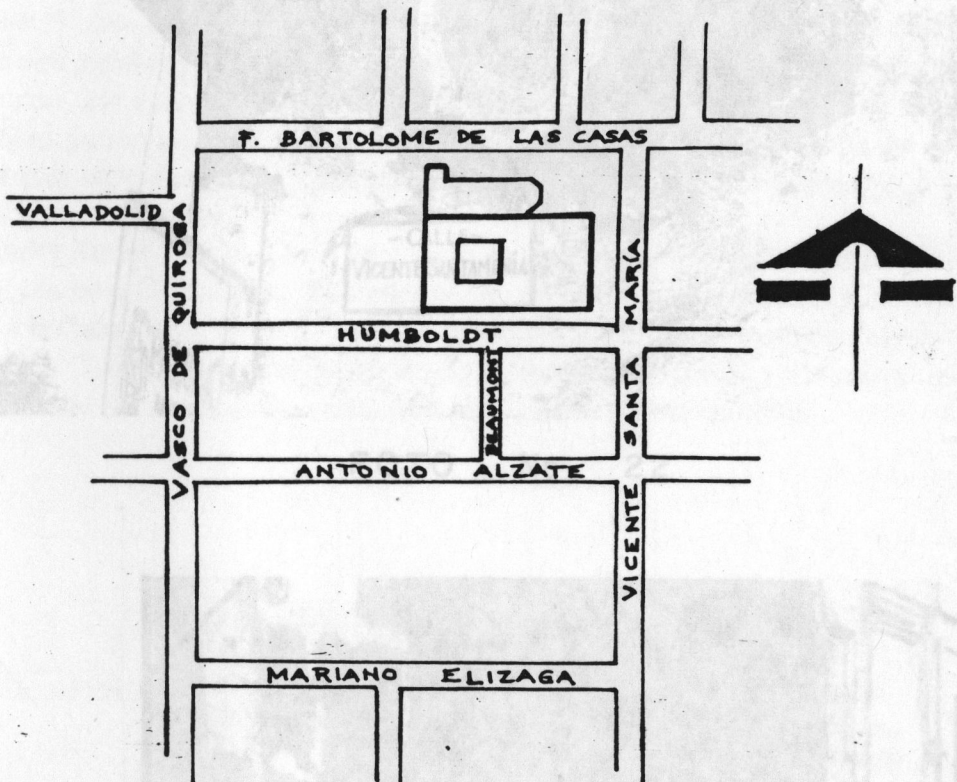 F. BARTOLOME DE LAS CASAS
VALLADOLID
VASCO DE QUIROGA
HUMBOLDT
BEAUMONT
VICENTE SANTA MARÍA
ANTONIO ALZATE
MARIANO ELIZAGA